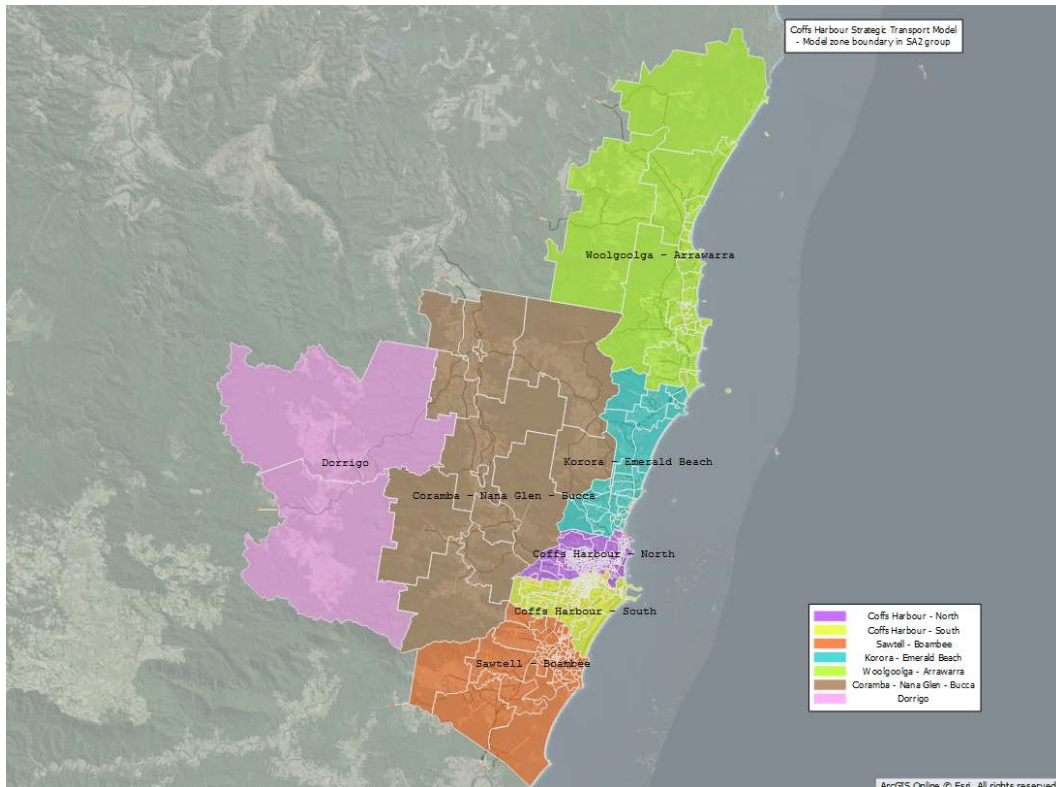 Coffs Harbour Strategic Transport Model
- Model zone boundary in SA2 group
Woolgoolga - Arrawarra
Korora - Emerald Beach
Dorrigo
Coramba - Nana Glen - Bucca
Coffs Harbour - North
Coffs Harbour - South
Sawtell - Boambee
Coffs Harbour - North
Coffs Harbour - South
Sawtell - Boambee
Korora - Emerald Beach
Woolgoolga - Arrawarra
Coramba - Nana Glen - Bucca
Dorrigo
ArcGIS Online © Esri. All rights reserved